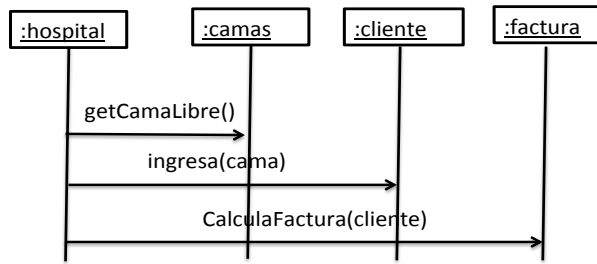 :hospital
:camas
:cliente
:factura
getCamaLibre()
ingresa(cama)
CalculaFactura(cliente)